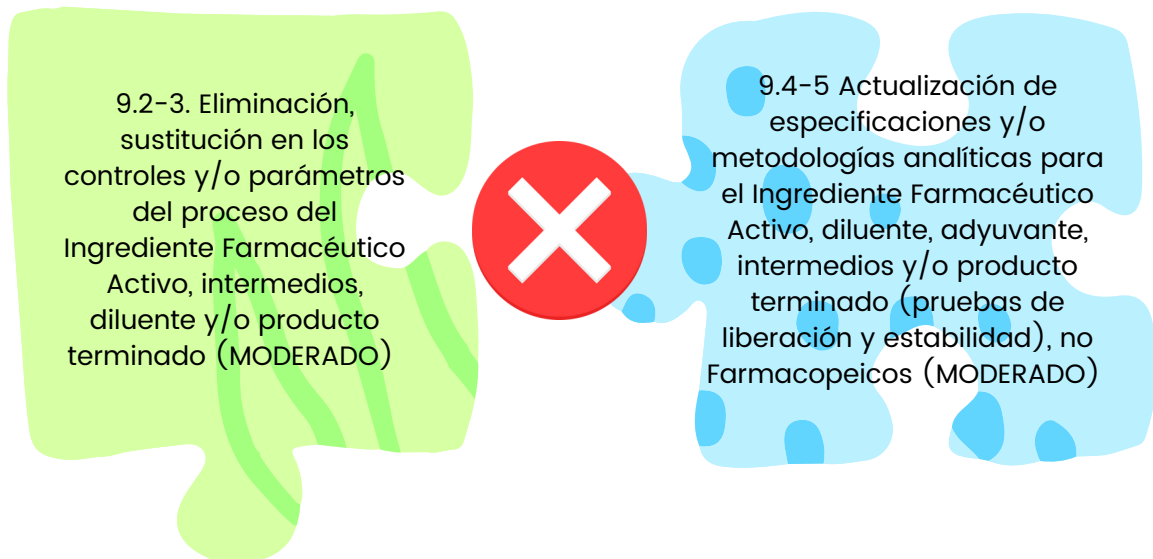 9.2-3. Eliminación,
sustitución en los
controles y/o parámetros
del proceso del
Ingrediente Farmacéutico
Activo, intermedios,
diluente y/o producto
terminado (MODERADO)
9.4-5 Actualización de
especificaciones y/o
metodologías analíticas para
el Ingrediente Farmacéutico
Activo, diluente, adyuvante,
intermedios y/o producto
terminado (pruebas de
liberación y estabilidad), no
Farmacopeicos (MODERADO)